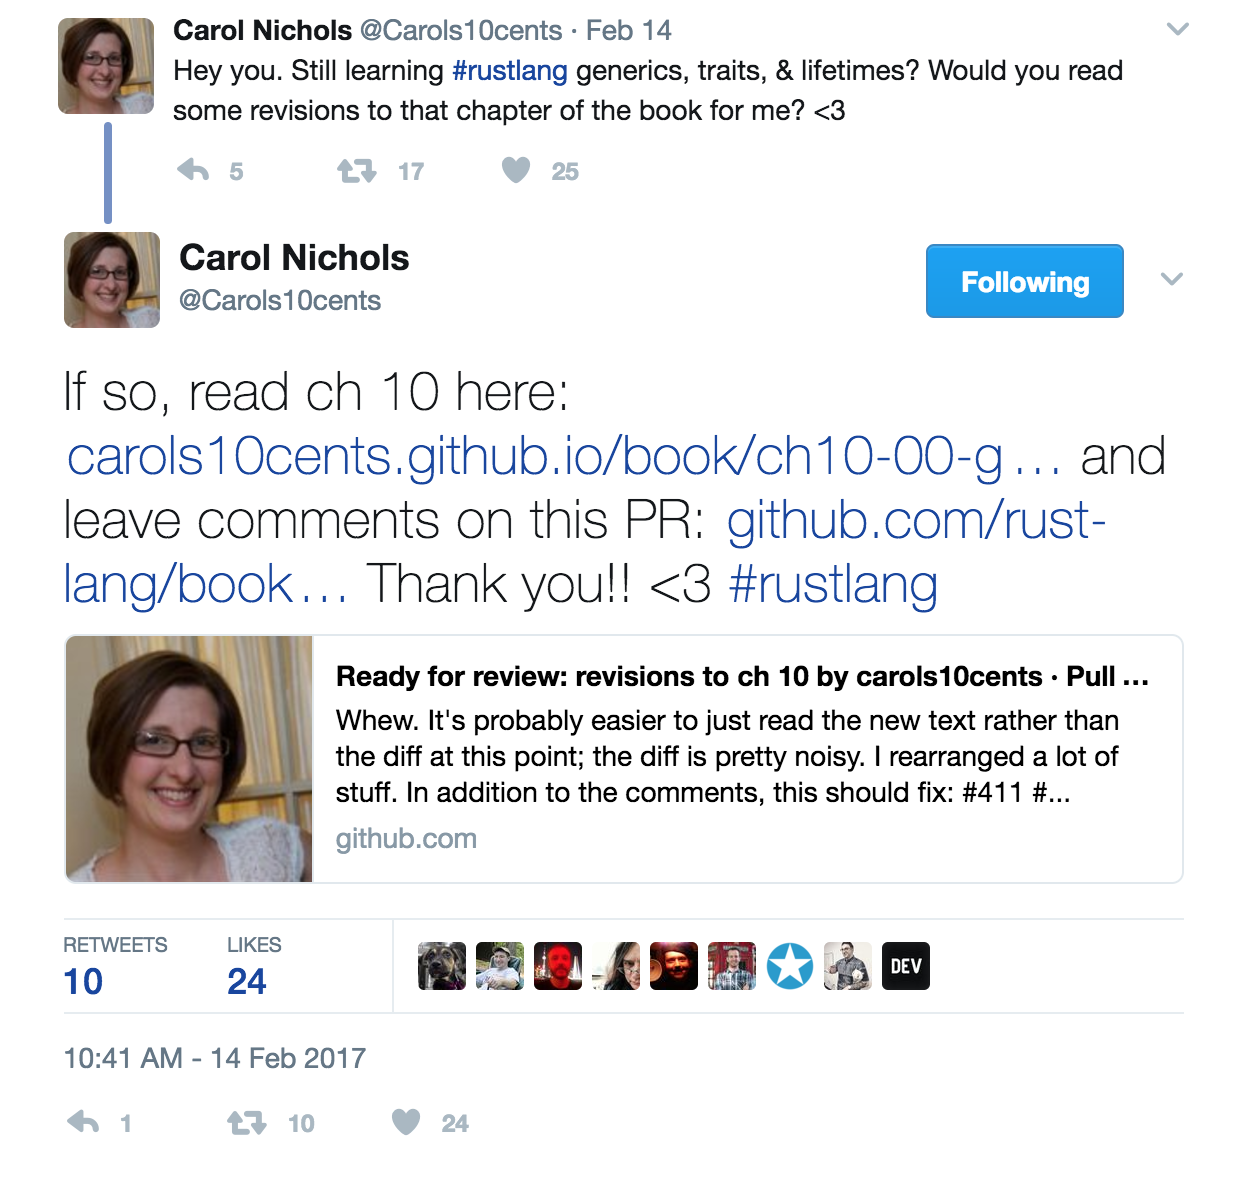 Carol Nichols @Carols10cents · Feb 14
Hey you. Still learning #rustlang generics, traits, & lifetimes? Would you read
some revisions to that chapter of the book for me? <3
5 17 25
Carol Nichols
@Carols10cents
Following
If so, read ch 10 here:
carols10cents.github.io/book/ch10-00-g… and
leave comments on this PR: github.com/rust-
lang/book… Thank you!! <3 #rustlang
Ready for review: revisions to ch 10 by carols10cents · Pull ...
Whew. It's probably easier to just read the new text rather than
the diff at this point; the diff is pretty noisy. I rearranged a lot of
stuff. In addition to the comments, this should fix: #411 #...
github.com
RETWEETS LIKES
10 24
DEV
10:41 AM - 14 Feb 2017
1 10 24